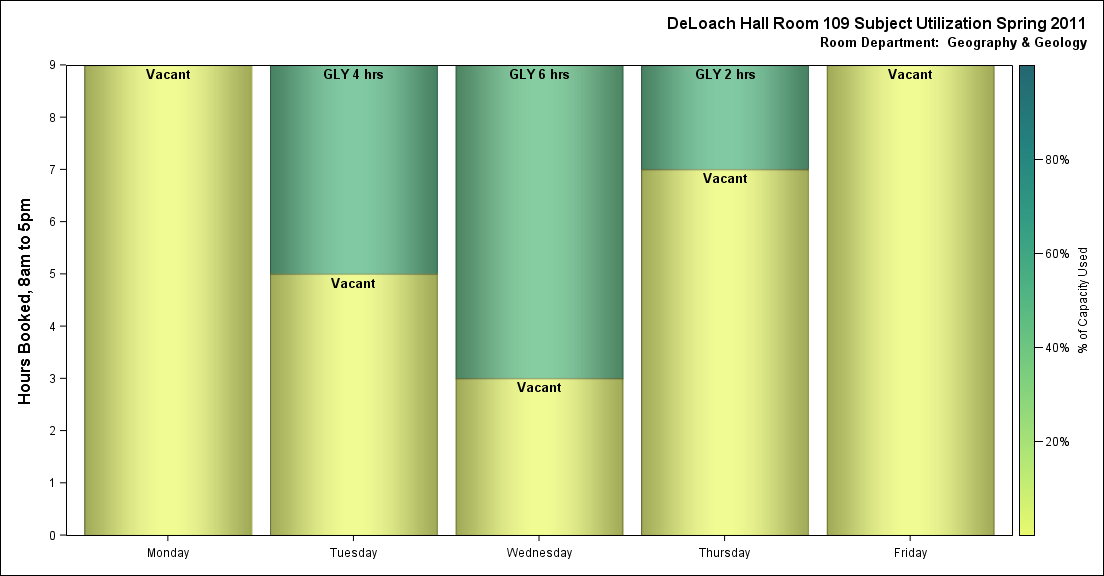 DeLoach Hall Room 109 Subject Utilization Spring 2011
Room Department:  Geography & Geology
Hours Booked, 8am to 5pm
9
8
7
6
5
4
3
2
1
0
Vacant
GLY 4 hrs
Vacant
GLY 6 hrs
Vacant
GLY 2 hrs
Vacant
Vacant
Monday
Tuesday
Wednesday
Thursday
Friday
80%
60%
40%
20%
% of Capacity Used